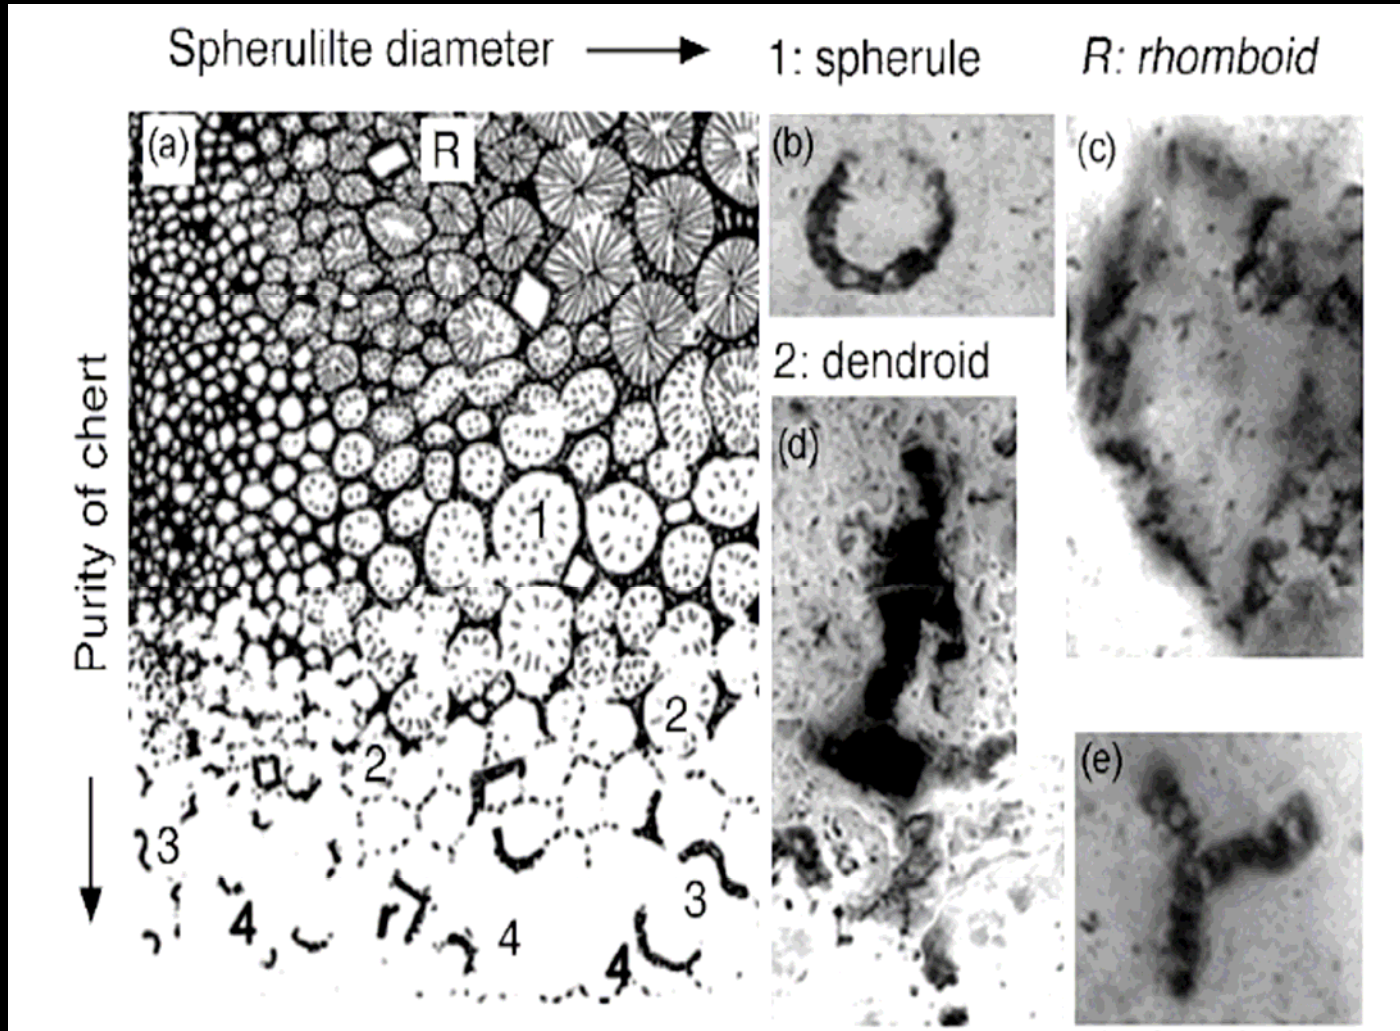 Spherulilte diameter
1: spherule
R: rhomboid
(a)
R
(b)
(c)
2: dendroid
(d)
Purity of chert
1
2
2
(e)
3
3
4
r
4
4